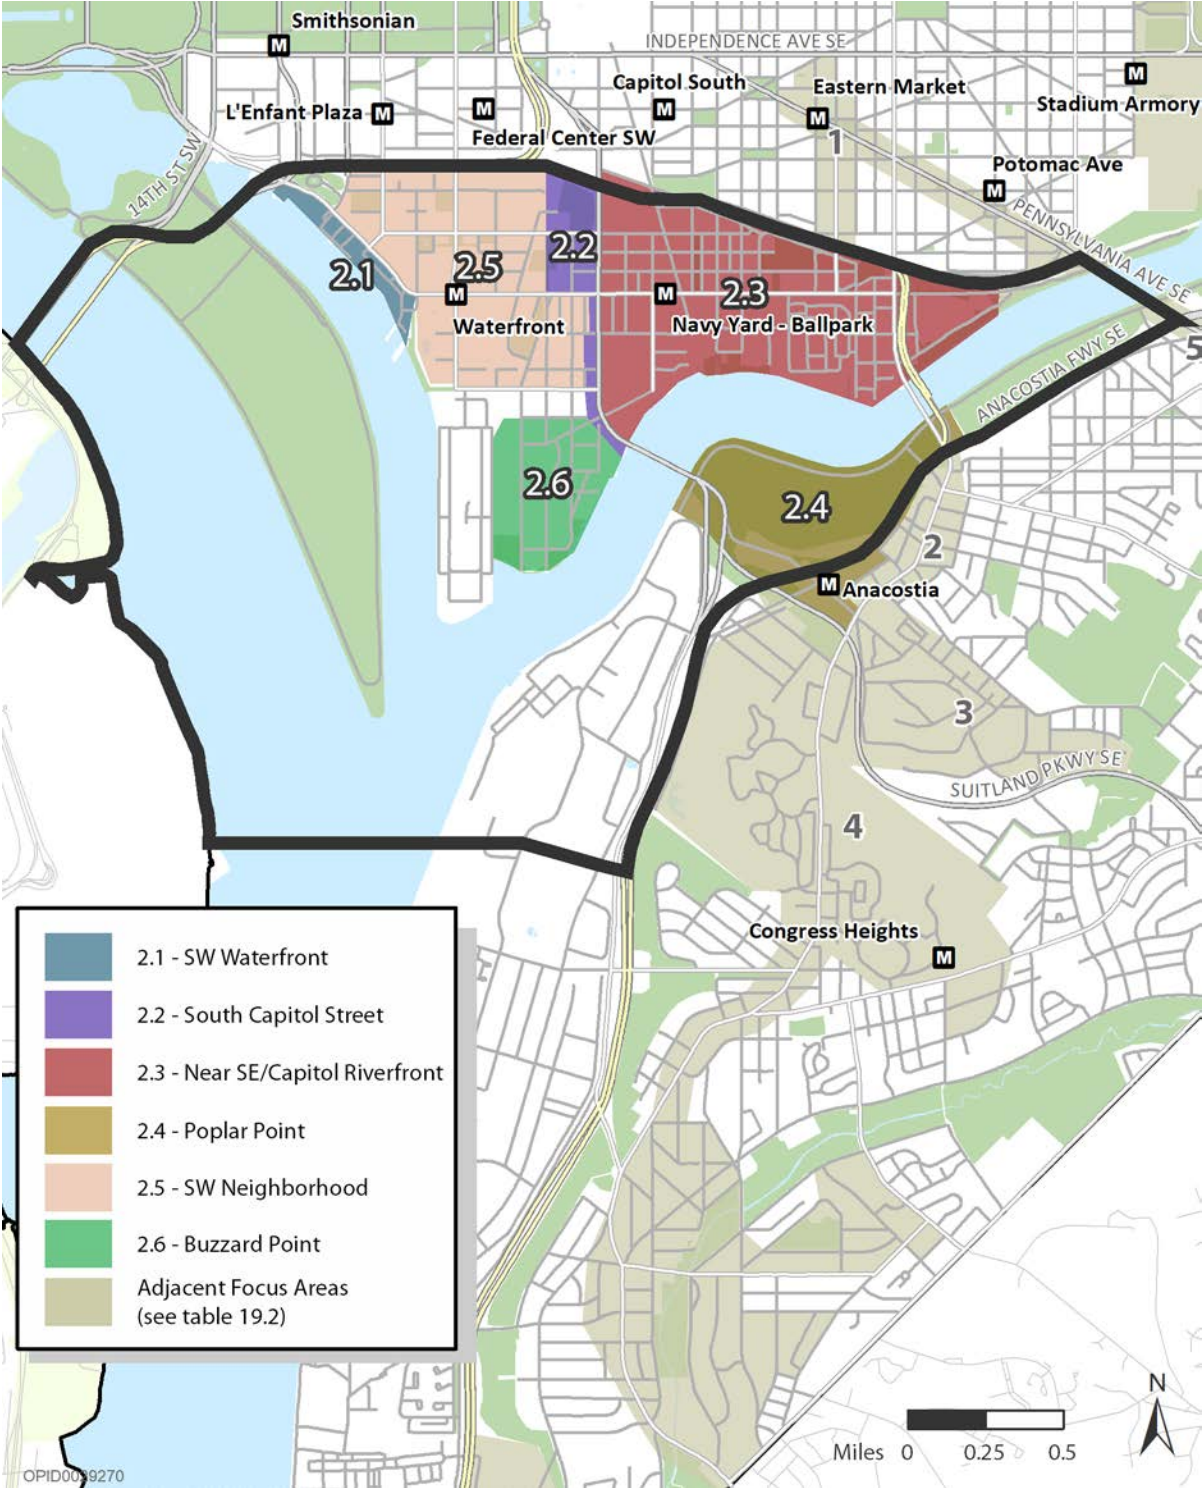 Smithsonian
M
INDEPENDENCE AVE SE
Capitol South
Eastern Market
M
L'Enfant Plaza M
M
M
M
Stadium Armory
Federal Center SW
1
Potomac Ave
M
14TH ST SW
PENNSYLVANIA AVE SE
2.1
2.5
2.2
2.3
M
M
Waterfront
Navy Yard - Ballpark
5
ANACOSTIA FWY SE
2.6
2.4
2
M Anacostia
3
SUITLAND PKWY SE
4
Congress Heights
M
2.1 - SW Waterfront
2.2 - South Capitol Street
2.3 - Near SE/Capitol Riverfront
2.4 - Poplar Point
2.5 - SW Neighborhood
2.6 - Buzzard Point
Adjacent Focus Areas
(see table 19.2)
N
Miles 0 0.25 0.5
OPID0039270